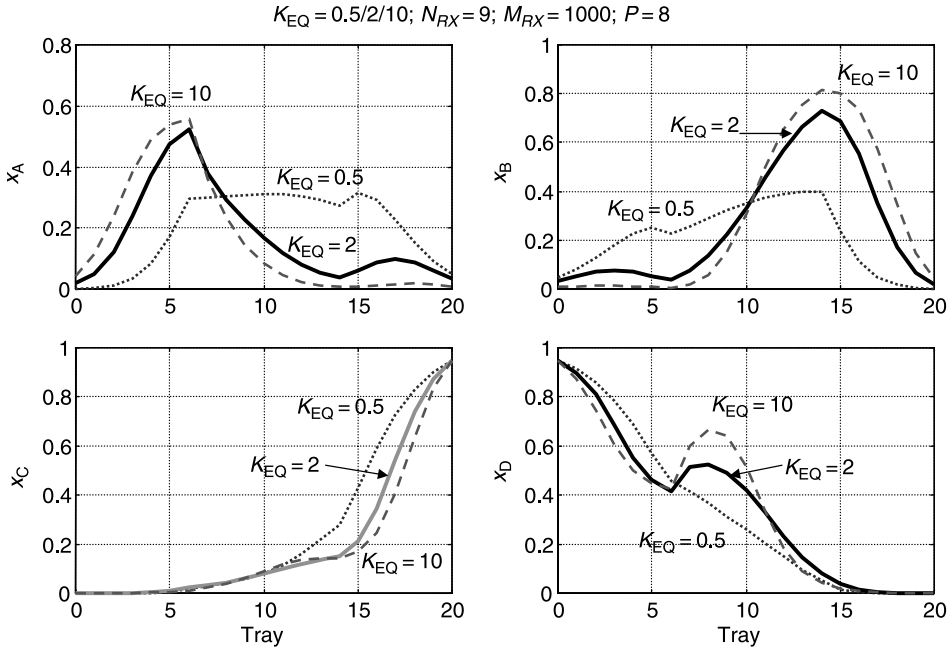 K_EQ = 0.5/2/10; N_RX = 9; M_RX = 1000; P = 8
0.8
0.6
0.4
0.2
0
x_A
K_EQ = 10
K_EQ = 0.5
K_EQ = 2
0 5 10 15 20
1
0.8
0.6
0.4
0.2
0
x_B
K_EQ = 10
K_EQ = 2
K_EQ = 0.5
0 5 10 15 20
1
0.8
0.6
0.4
0.2
0
x_C
K_EQ = 0.5
K_EQ = 2
K_EQ = 10
0 5 10 15 20
Tray
1
0.8
0.6
0.4
0.2
0
x_D
K_EQ = 10
K_EQ = 2
K_EQ = 0.5
0 5 10 15 20
Tray